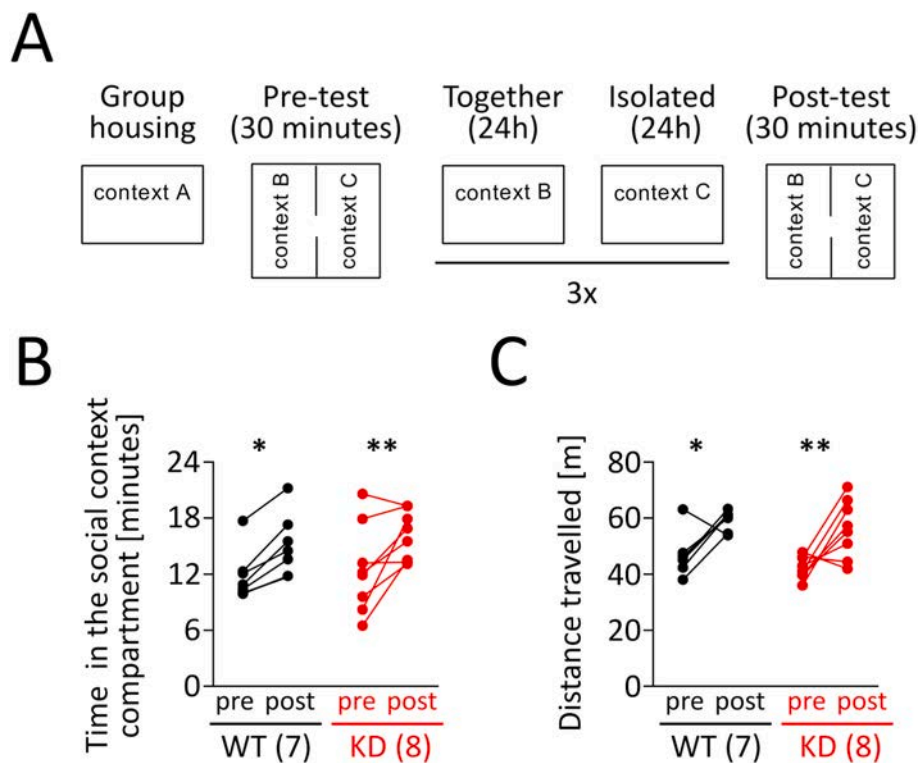 A
Group
housing
Pre-test
(30 minutes)
Together
(24h)
Isolated
(24h)
Post-test
(30 minutes)
context A
context B
context C
context B
context C
context B
context C
3x
B
Time in the social context
compartment [minutes]
24
18
12
6
0
*
**
pre post
pre post
WT (7)
KD (8)
C
Distance travelled [m]
80
60
40
20
0
*
**
pre post
pre post
WT (7)
KD (8)